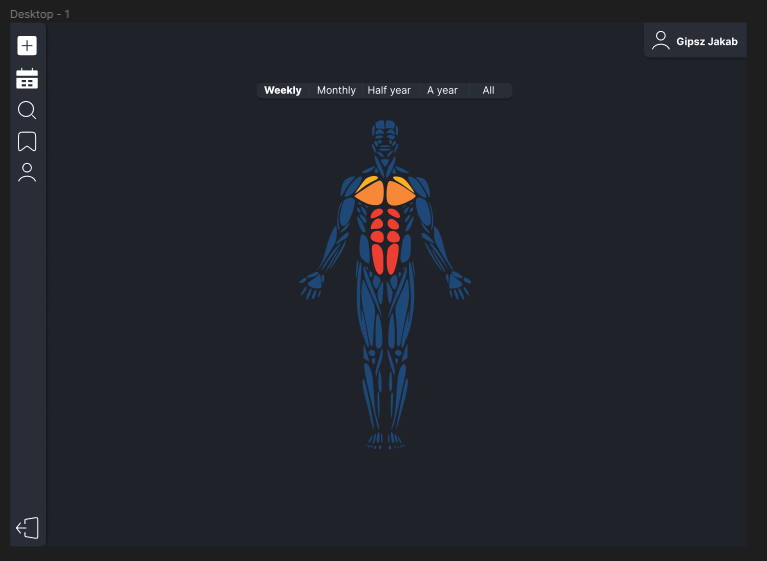 Desktop - 1
Gipsz Jakab
Weekly Monthly Half year A year All